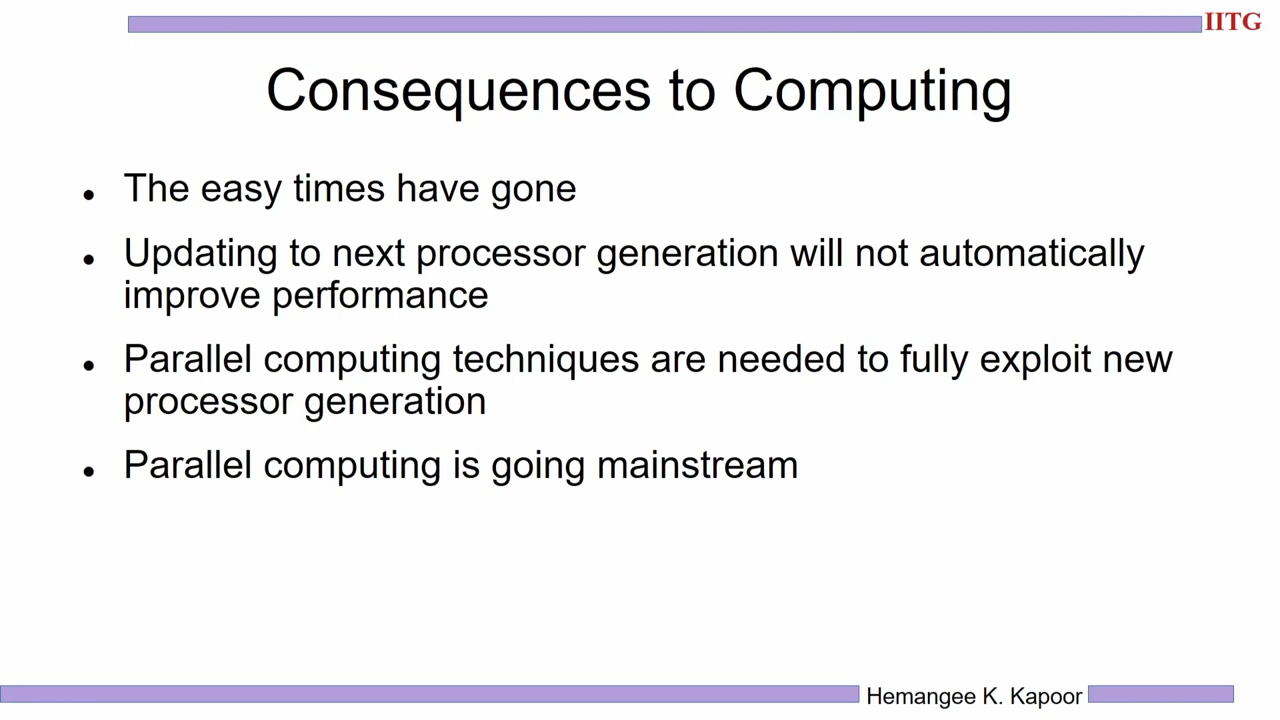 IITG
Consequences to Computing
● The easy times have gone
● Updating to next processor generation will not automatically
improve performance
● Parallel computing techniques are needed to fully exploit new
processor generation
● Parallel computing is going mainstream
Hemangee K. Kapoor